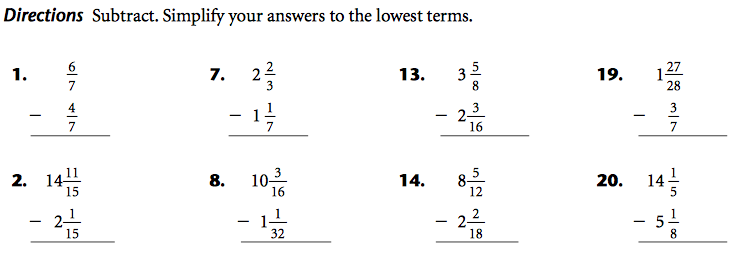 Directions Subtract. Simplify your answers to the lowest terms.
1. 6/7 7. 2 2/3 13. 3 5/8 19. 1 27/28
− 4/7 − 1 1/7 − 2 3/16 − 3/7
2. 14 11/15 8. 10 3/16 14. 8 5/12 20. 14 1/5
− 2 1/15 − 1 1/32 − 2 2/18 − 5 1/8